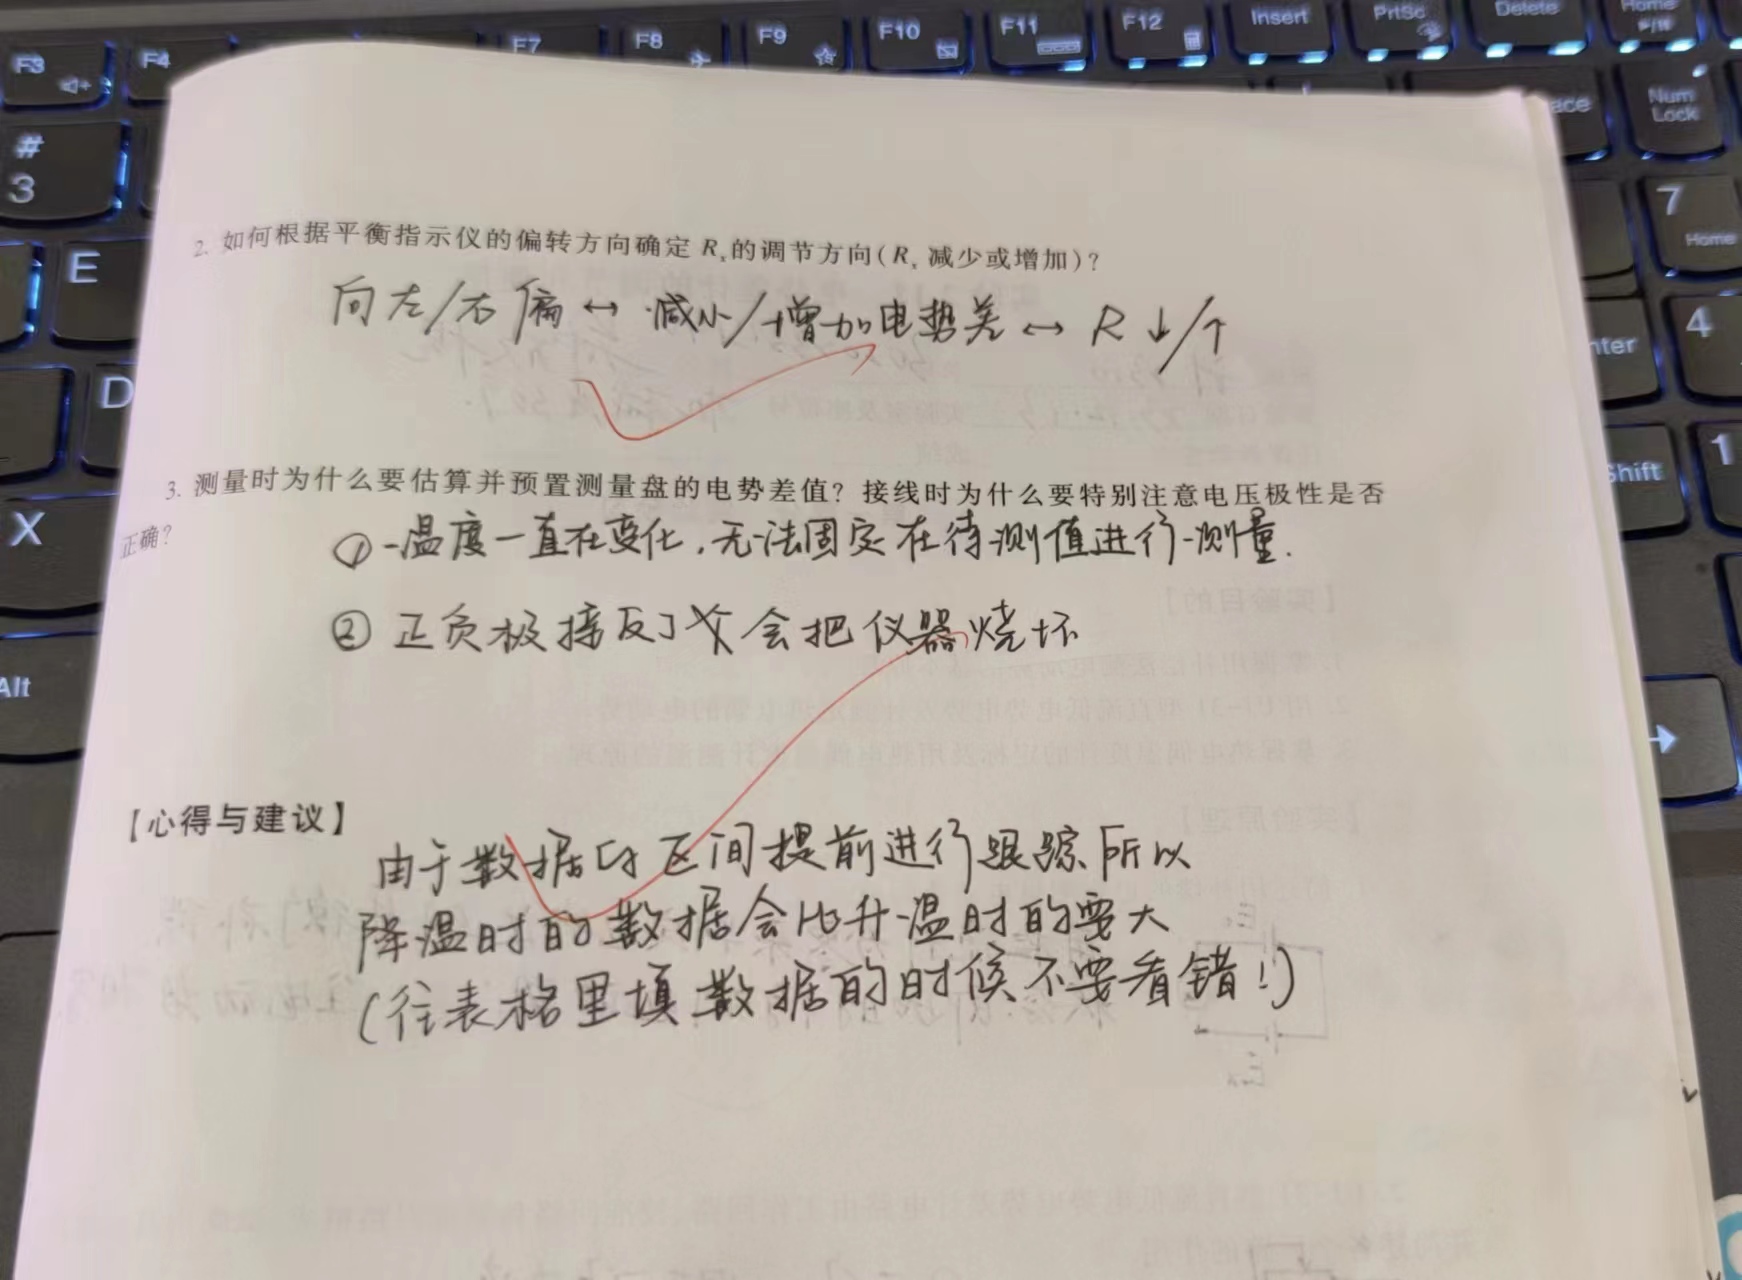 F3
F4
F7
F8
F9
F10
F11
F12
Insert
PrtSc
Delete
Home
#
3
Num
Lock
7
Home
E
4
D
1
Shift
X
Alt
2. 如何根据平衡指示仪的偏转方向确定 Rₓ的调节方向(Rₓ 减少或增加)?
向左/右偏 ↔ 减小/增加电势差 ↔ R ↓/↑
3. 测量时为什么要估算并预置测量盘的电势差值? 接线时为什么要特别注意电压极性是否
正确?
① 温度一直在变化,无法固定在待测值进行测量.
② 正负极接反了 会把仪器烧坏
【心得与建议】
由于数据的区间提前进行跟踪所以
降温时的数据会比升温时的要大
(往表格里填数据的时候不要看错!)